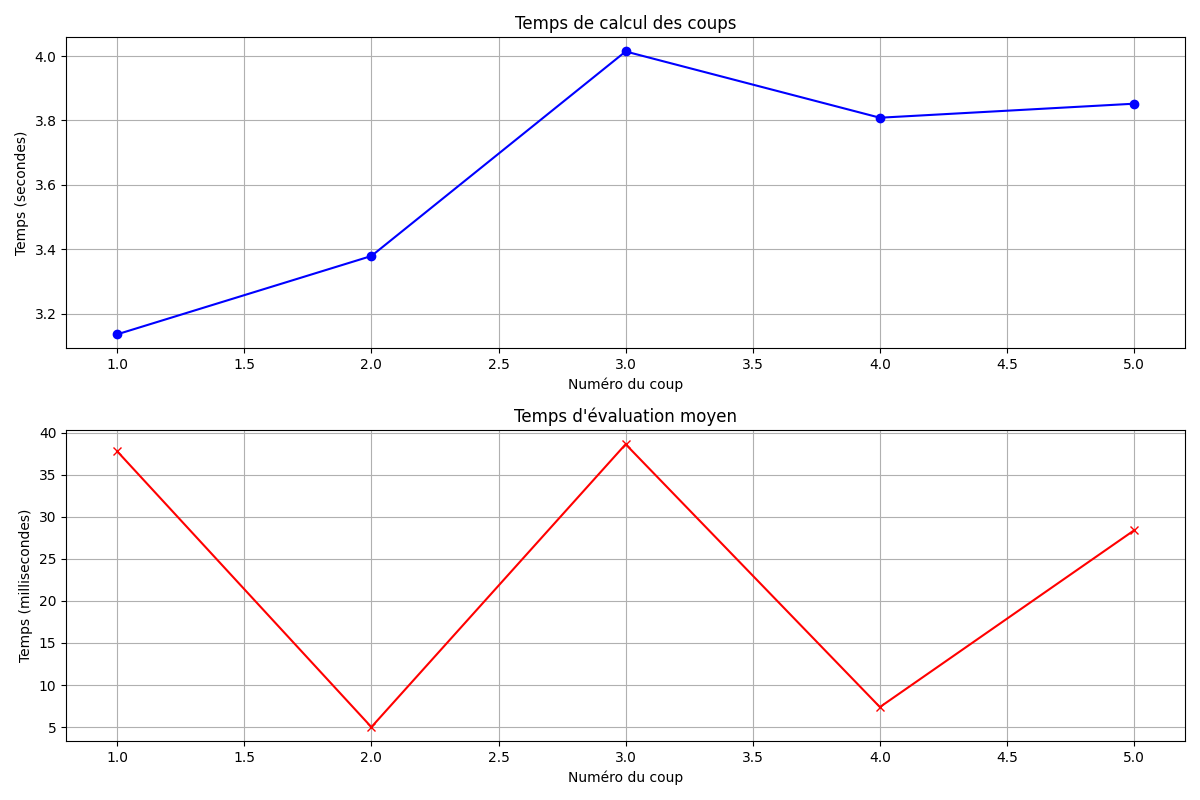 Temps de calcul des coups
4.0
3.8
3.6
3.4
3.2
Temps (secondes)
1.0 1.5 2.0 2.5 3.0 3.5 4.0 4.5 5.0
Numéro du coup
Temps d'évaluation moyen
40
35
30
25
20
15
10
5
Temps (millisecondes)
1.0 1.5 2.0 2.5 3.0 3.5 4.0 4.5 5.0
Numéro du coup